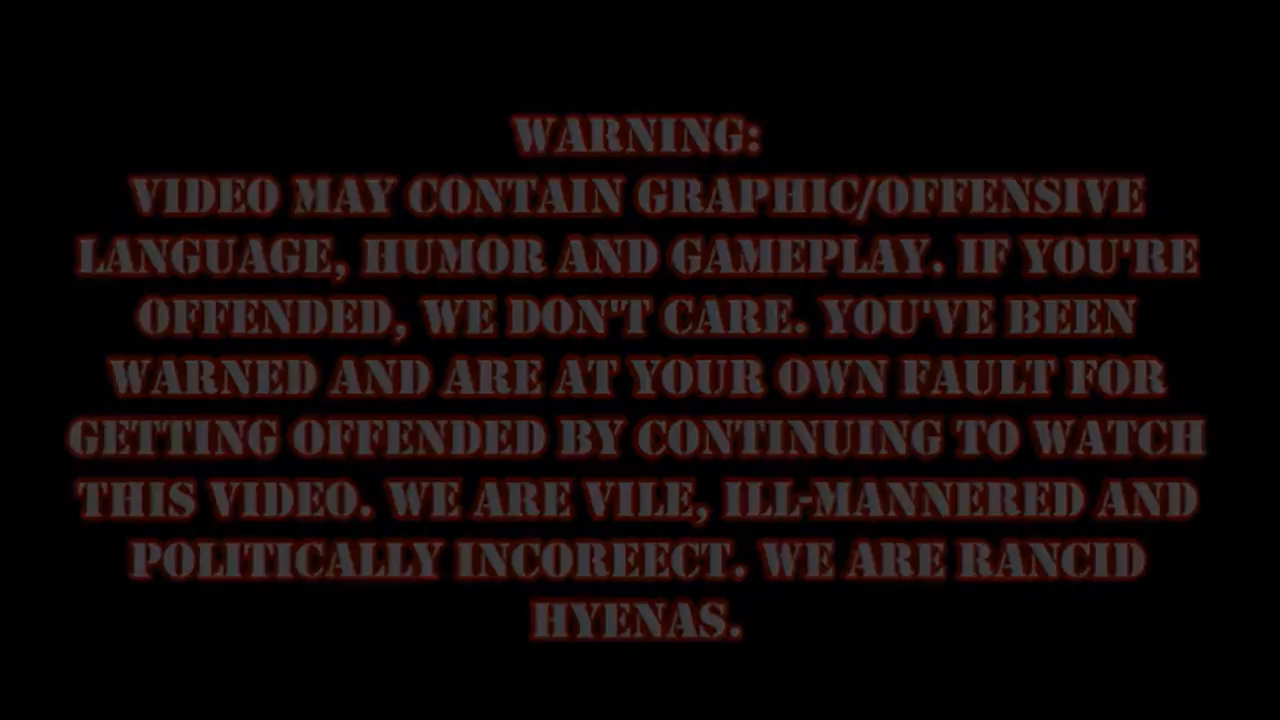 WARNING:
VIDEO MAY CONTAIN GRAPHIC/OFFENSIVE
LANGUAGE, HUMOR AND GAMEPLAY. IF YOU'RE
OFFENDED, WE DON'T CARE. YOU'VE BEEN
WARNED AND ARE AT YOUR OWN FAULT FOR
GETTING OFFENDED BY CONTINUING TO WATCH
THIS VIDEO. WE ARE VILE, ILL-MANNERED AND
POLITICALLY INCOREECT. WE ARE RANCID
HYENAS.